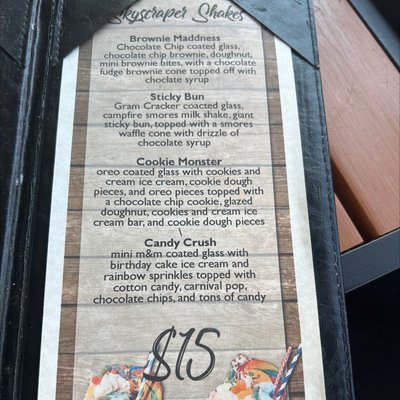 Skyscraper Shakes
Brownie Maddness
Chocolate Chip coated glass,
chocolate chip brownie, doughnut,
mini brownie bites, with a chocolate
fudge brownie cone topped off with
choclate syrup
Sticky Bun
Gram Cracker coacted glass,
campfire smores milk shake, giant
sticky bun, topped with a smores
waffle cone with drizzle of
chocolate syrup
Cookie Monster
oreo coated glass with cookies and
cream ice cream, cookie dough
pieces, and oreo pieces topped with
a chocolate chip cookie, glazed
doughnut, cookies and cream ice
cream bar, and cookie dough pieces
\
Candy Crush
mini m&m coated glass with
birthday cake ice cream and
rainbow sprinkles topped with
cotton candy, carnival pop,
chocolate chips, and tons of candy
$15